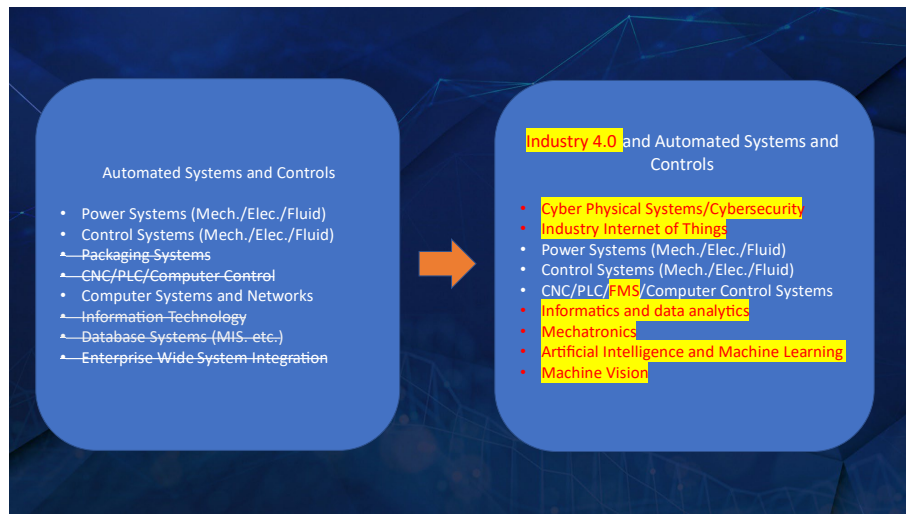 Automated Systems and Controls
• Power Systems (Mech./Elec./Fluid)
• Control Systems (Mech./Elec./Fluid)
• Packaging Systems
• CNC/PLC/Computer Control
• Computer Systems and Networks
• Information Technology
• Database Systems (MIS. etc.)
• Enterprise Wide System Integration
Industry 4.0 and Automated Systems and
Controls
• Cyber Physical Systems/Cybersecurity
• Industry Internet of Things
• Power Systems (Mech./Elec./Fluid)
• Control Systems (Mech./Elec./Fluid)
• CNC/PLC/FMS/Computer Control Systems
• Informatics and data analytics
• Mechatronics
• Artificial Intelligence and Machine Learning
• Machine Vision